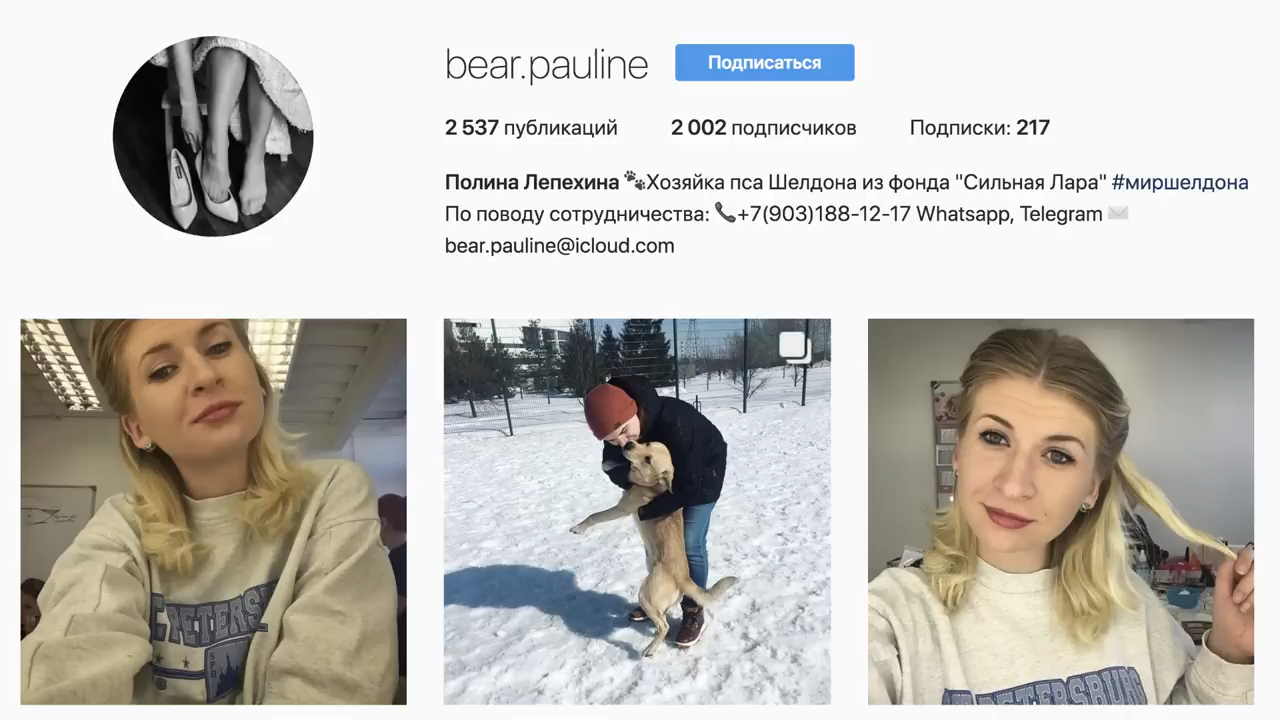 bear.pauline Подписаться
2 537 публикаций 2 002 подписчиков Подписки: 217
Полина Лепехина 🐾Хозяйка пса Шелдона из фонда "Сильная Лара" #миршелдона
По поводу сотрудничества: 📞+7(903)188-12-17 Whatsapp, Telegram ✉️
bear.pauline@icloud.com
PETERSBURG